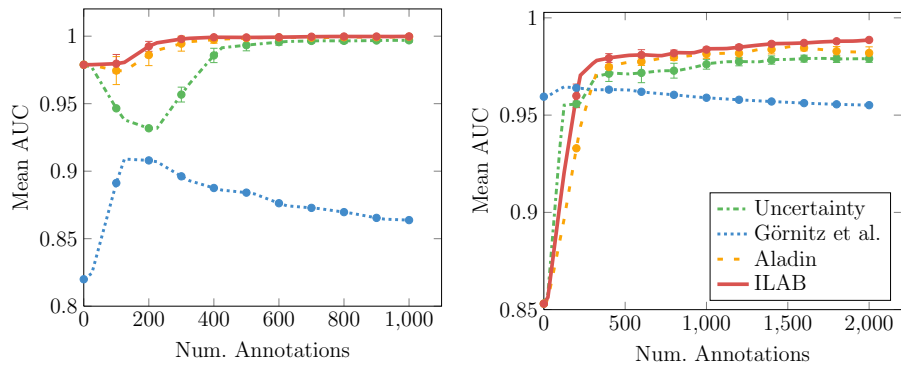 1
0.95
0.9
0.85
0.8
Mean AUC
0 200 400 600 800 1,000
Num. Annotations
1
0.95
0.9
0.85
Mean AUC
0 500 1,000 1,500 2,000
Num. Annotations
Uncertainty
Görnitz et al.
Aladin
ILAB